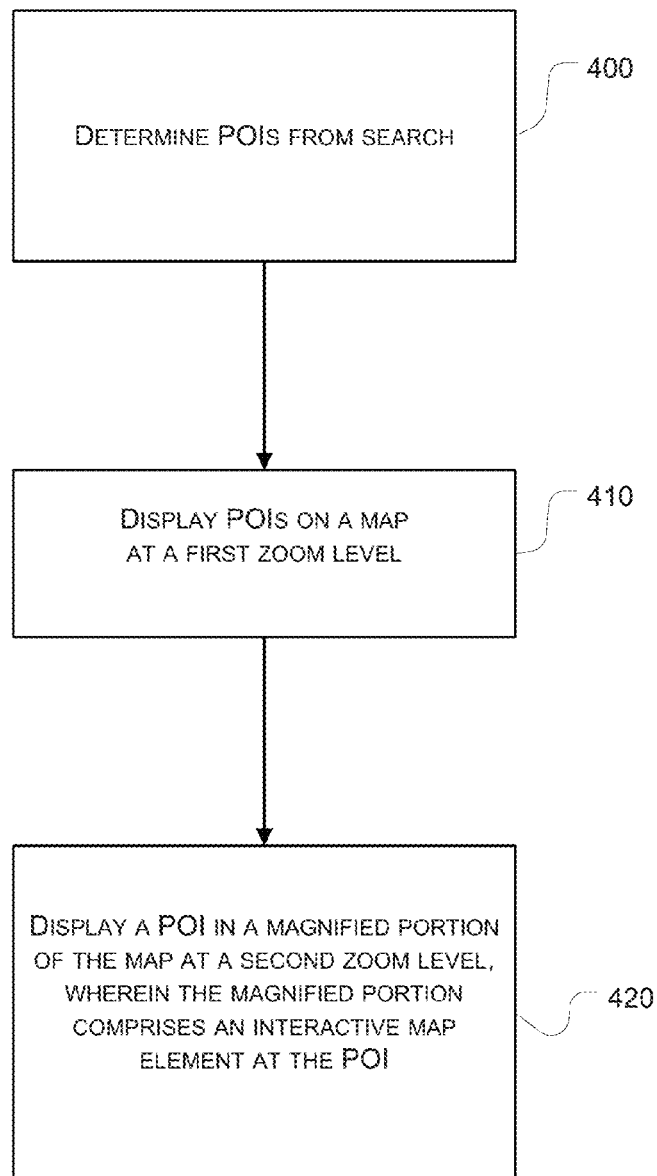 DETERMINE POIS FROM SEARCH
400
DISPLAY POIS ON A MAP
AT A FIRST ZOOM LEVEL
410
DISPLAY A POI IN A MAGNIFIED PORTION
OF THE MAP AT A SECOND ZOOM LEVEL,
WHEREIN THE MAGNIFIED PORTION
COMPRISES AN INTERACTIVE MAP
ELEMENT AT THE POI
420